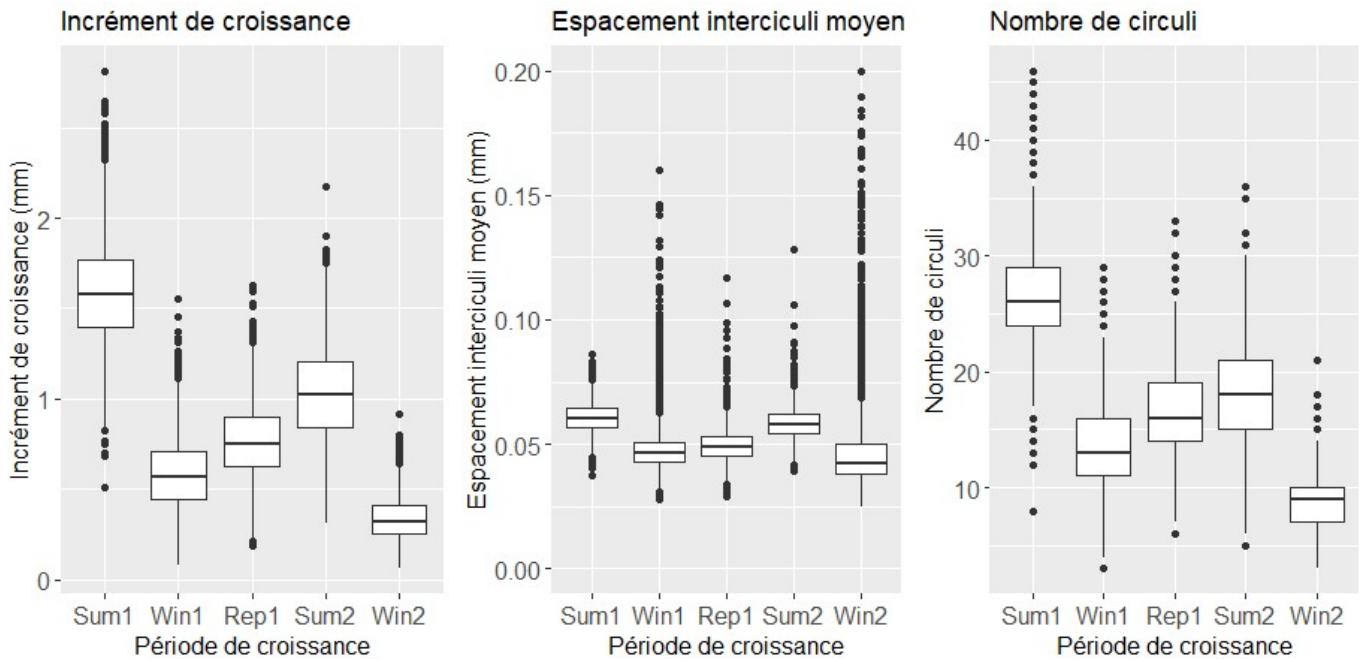 Incrément de croissance
Incrément de croissance (mm)
2
1
0
Sum1 Win1 Rep1 Sum2 Win2
Période de croissance
Espacement interciculi moyen
Espacement interciculi moyen (mm)
0.20
0.15
0.10
0.05
0.00
Sum1 Win1 Rep1 Sum2 Win2
Période de croissance
Nombre de circuli
Nombre de circuli
40
30
20
10
Sum1 Win1 Rep1 Sum2 Win2
Période de croissance